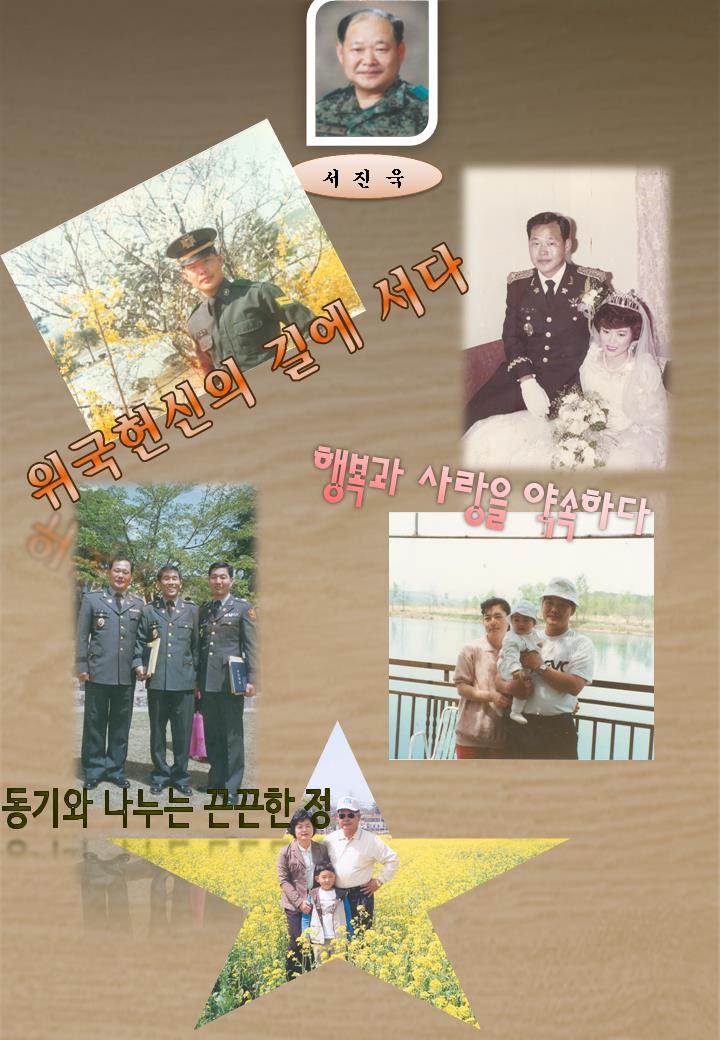 서 진 욱
위국헌신의 길에 서다
행복과 사랑을 약속하다
동기와 나누는 끈끈한 정